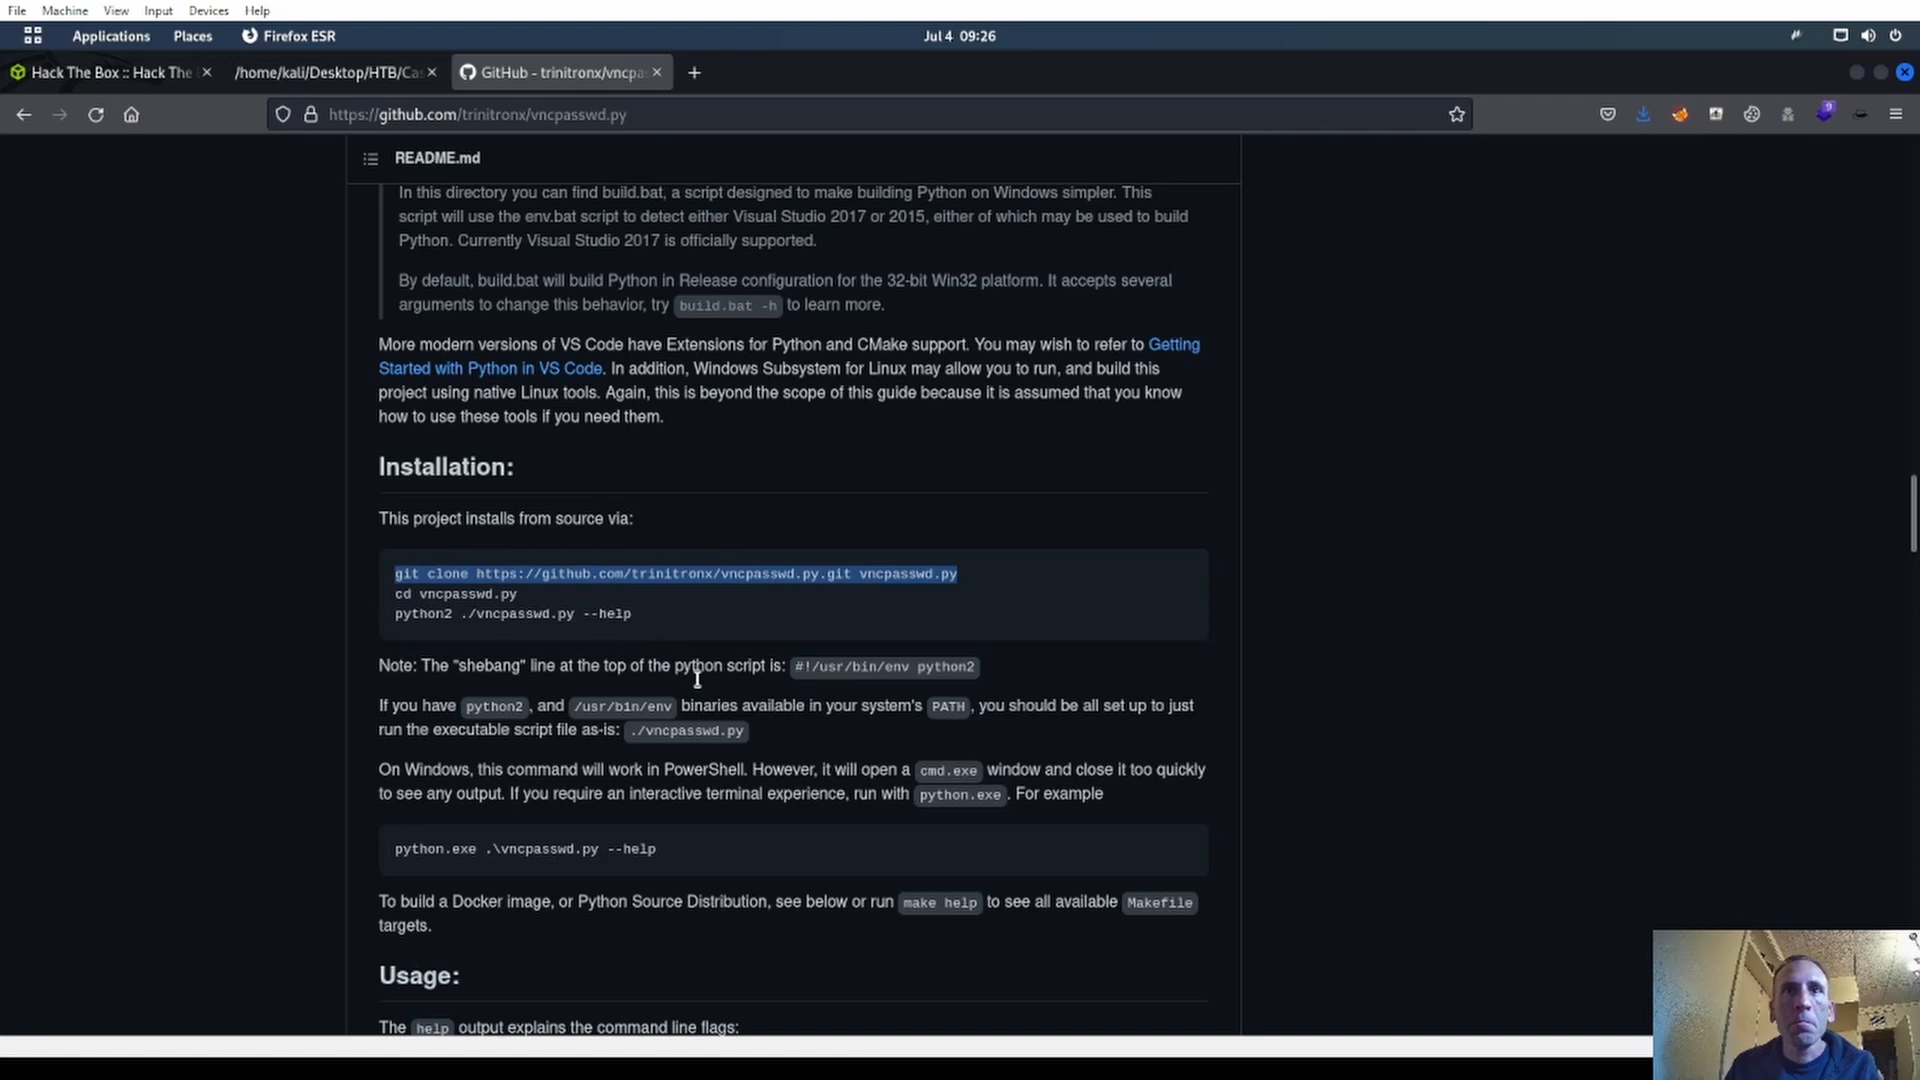 File Machine View Input Devices Help
Applications Places Firefox ESR Jul 4 09:26
Hack The Box :: Hack The /home/kali/Desktop/HTB/Ca GitHub - trinitronx/vncpa
https://github.com/trinitronx/vncpasswd.py
README.md
In this directory you can find build.bat, a script designed to make building Python on Windows simpler. This
script will use the env.bat script to detect either Visual Studio 2017 or 2015, either of which may be used to build
Python. Currently Visual Studio 2017 is officially supported.
By default, build.bat will build Python in Release configuration for the 32-bit Win32 platform. It accepts several
arguments to change this behavior, try build.bat -h to learn more.
More modern versions of VS Code have Extensions for Python and CMake support. You may wish to refer to Getting
Started with Python in VS Code. In addition, Windows Subsystem for Linux may allow you to run, and build this
project using native Linux tools. Again, this is beyond the scope of this guide because it is assumed that you know
how to use these tools if you need them.
Installation:
This project installs from source via:
git clone https://github.com/trinitronx/vncpasswd.py.git vncpasswd.py
cd vncpasswd.py
python2 ./vncpasswd.py --help
Note: The "shebang" line at the top of the python script is: #!/usr/bin/env python2
If you have python2, and /usr/bin/env binaries available in your system's PATH, you should be all set up to just
run the executable script file as-is: ./vncpasswd.py
On Windows, this command will work in PowerShell. However, it will open a cmd.exe window and close it too quickly
to see any output. If you require an interactive terminal experience, run with python.exe. For example
python.exe .\vncpasswd.py --help
To build a Docker image, or Python Source Distribution, see below or run make help to see all available Makefile
targets.
Usage:
The help output explains the command line flags: